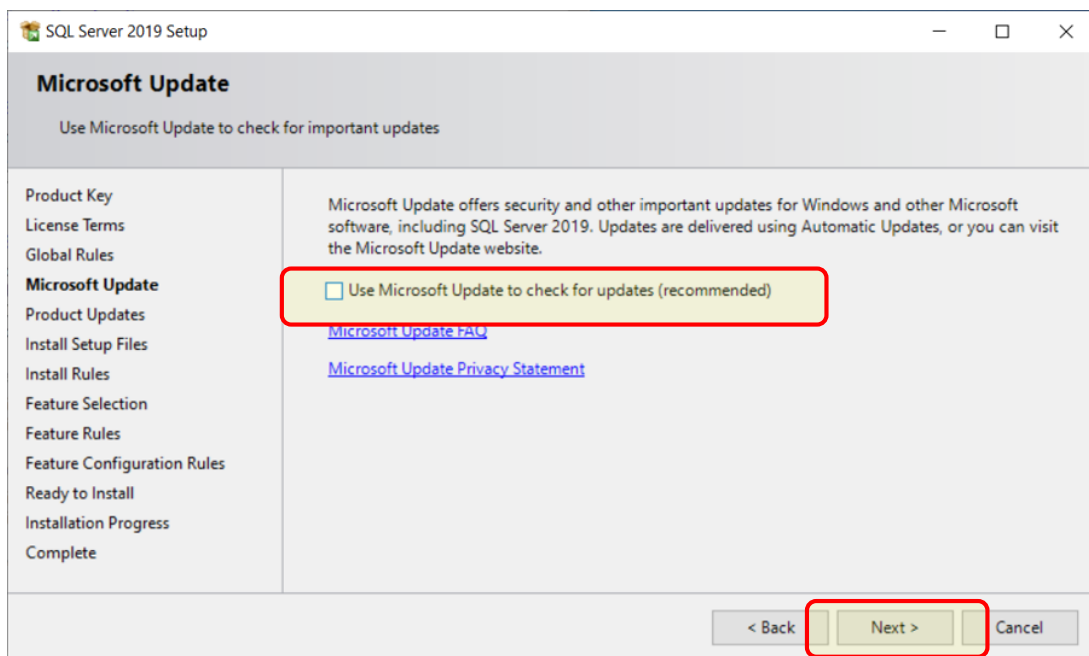 SQL Server 2019 Setup
Microsoft Update
Use Microsoft Update to check for important updates
Product Key
License Terms
Global Rules
Microsoft Update
Product Updates
Install Setup Files
Install Rules
Feature Selection
Feature Rules
Feature Configuration Rules
Ready to Install
Installation Progress
Complete
Microsoft Update offers security and other important updates for Windows and other Microsoft
software, including SQL Server 2019. Updates are delivered using Automatic Updates, or you can visit
the Microsoft Update website.
Use Microsoft Update to check for updates (recommended)
Microsoft Update FAQ
Microsoft Update Privacy Statement
< Back
Next >
Cancel